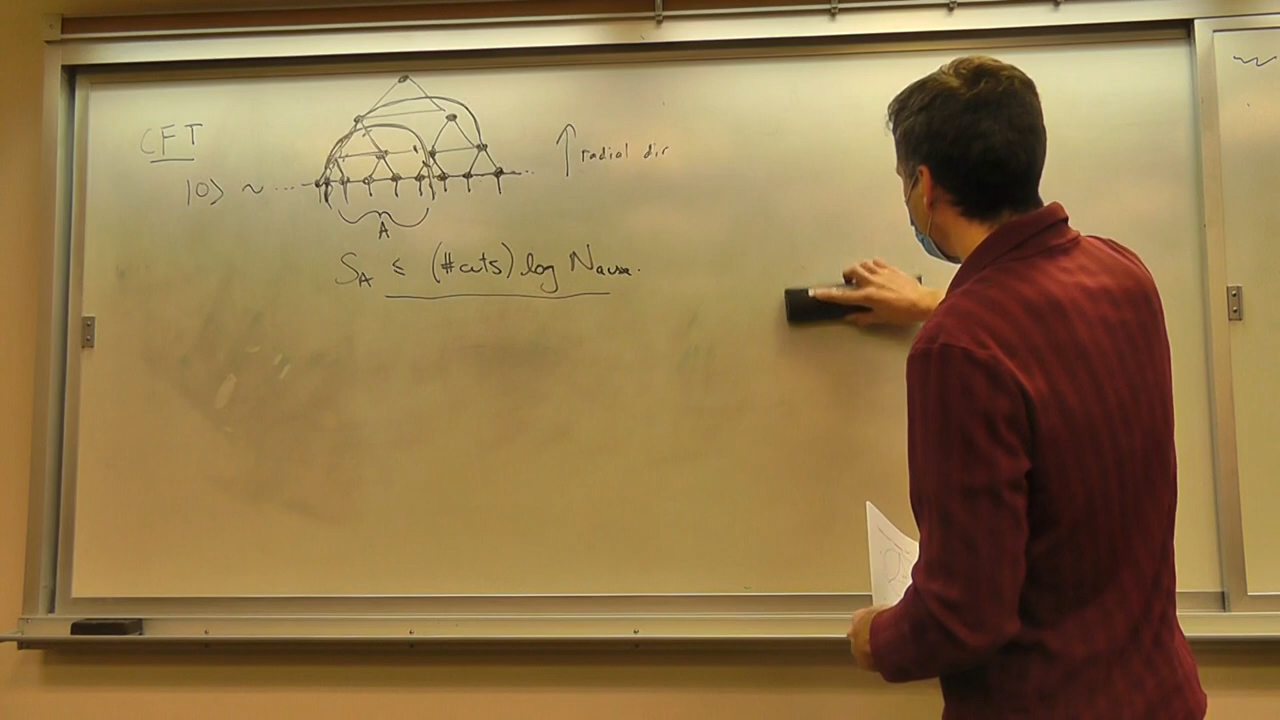 CFT
|0> ~ ...
↑ radial dir
A
S_A ≤ (#cuts) log N_aux.